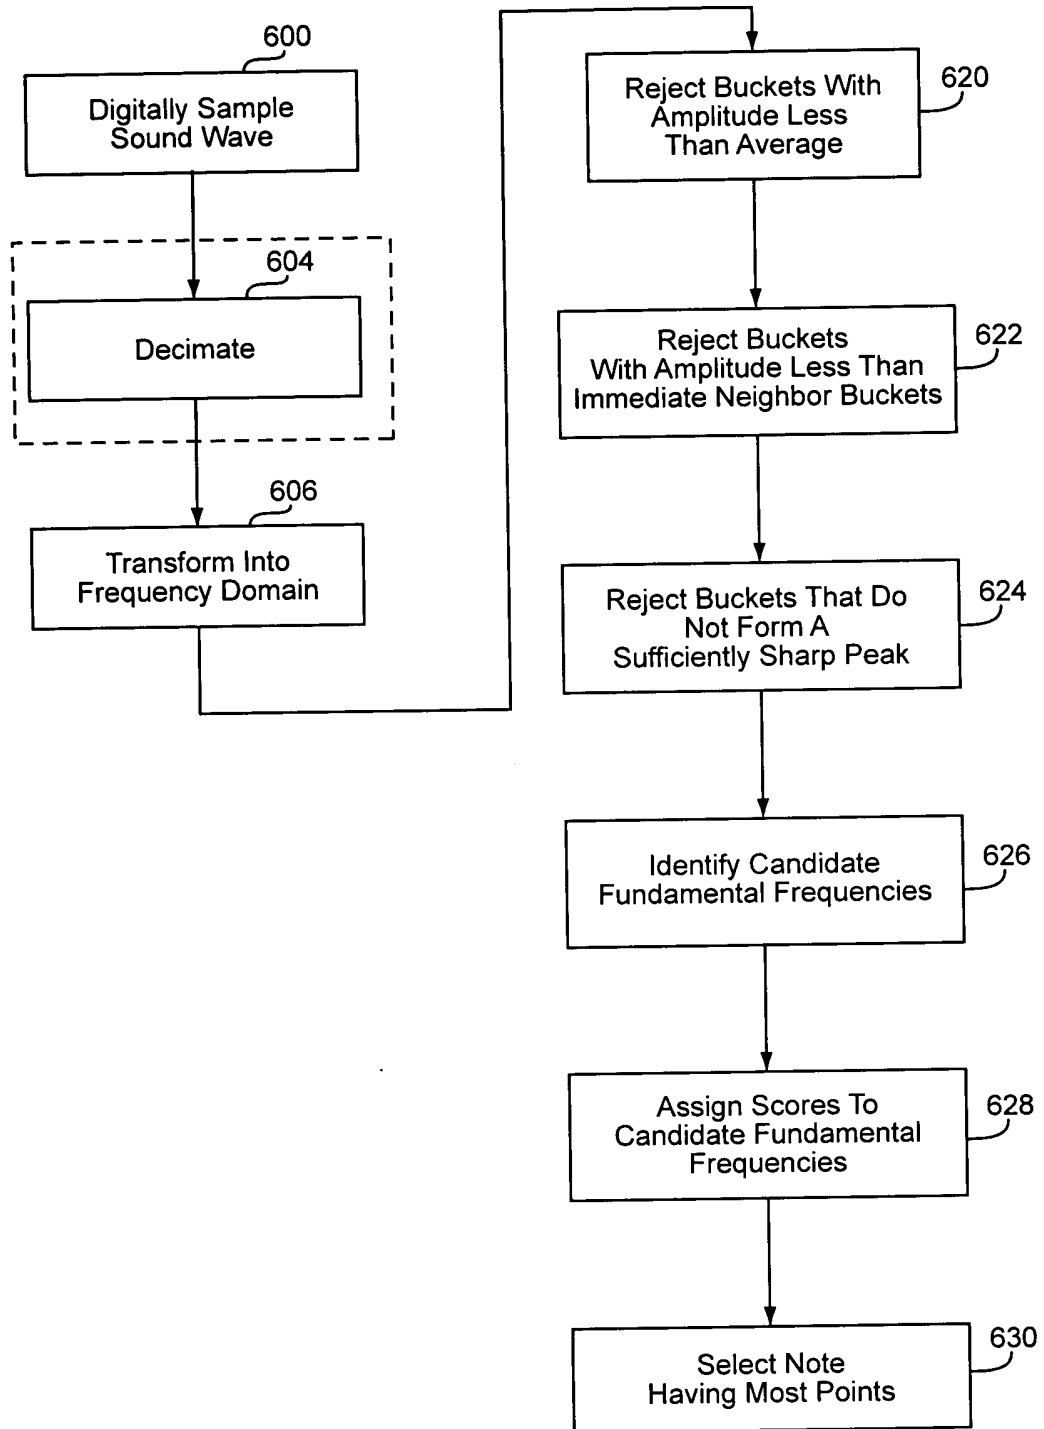 600
Digitally Sample
Sound Wave
604
Decimate
606
Transform Into
Frequency Domain
620
Reject Buckets With
Amplitude Less
Than Average
622
Reject Buckets
With Amplitude Less Than
Immediate Neighbor Buckets
624
Reject Buckets That Do
Not Form A
Sufficiently Sharp Peak
626
Identify Candidate
Fundamental Frequencies
628
Assign Scores To
Candidate Fundamental
Frequencies
630
Select Note
Having Most Points